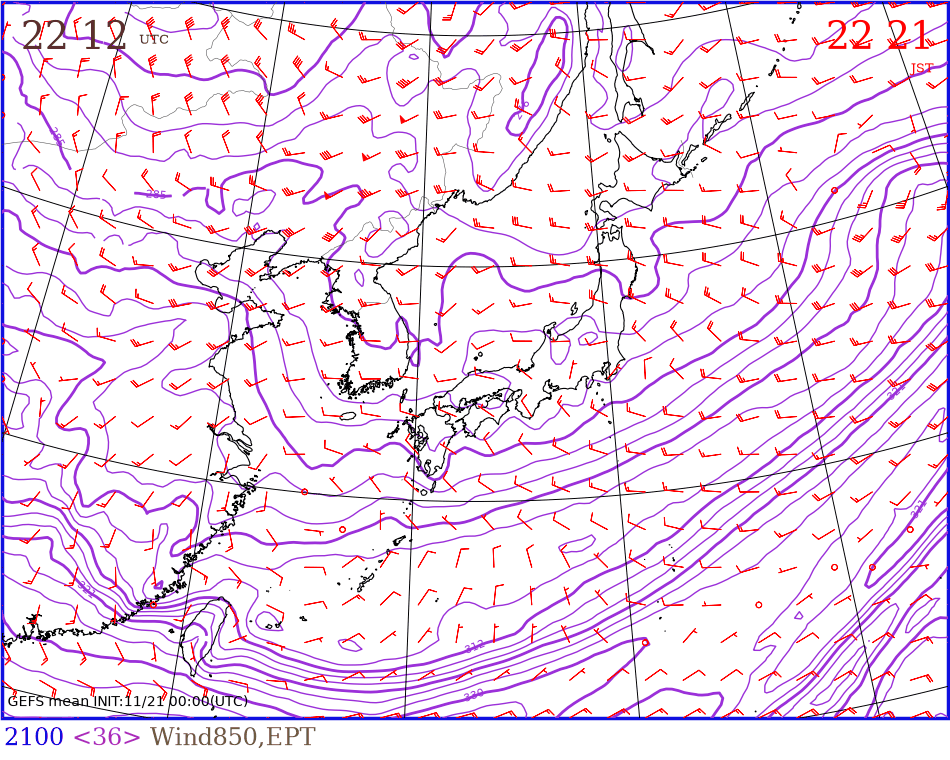 22 12 UTC
22 21
JST
285
285
312
330
GEFS mean INIT:11/21 00:00(UTC)
2100 <36> Wind850,EPT